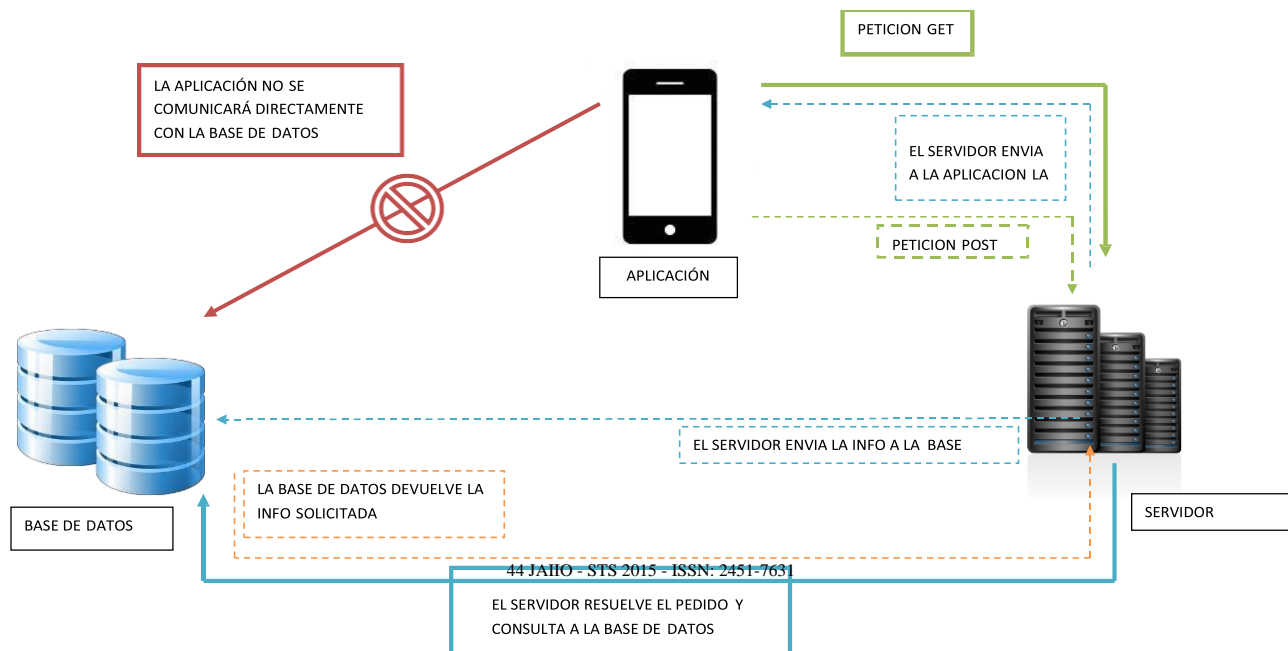 PETICION GET
LA APLICACIÓN NO SE
COMUNICARÁ DIRECTAMENTE
CON LA BASE DE DATOS
EL SERVIDOR ENVIA
A LA APLICACION LA
PETICION POST
APLICACIÓN
EL SERVIDOR ENVIA LA INFO A LA BASE
LA BASE DE DATOS DEVUELVE LA
INFO SOLICITADA
BASE DE DATOS
SERVIDOR
44 JAIIO - STS 2015 - ISSN: 2451-7631
EL SERVIDOR RESUELVE EL PEDIDO Y
CONSULTA A LA BASE DE DATOS